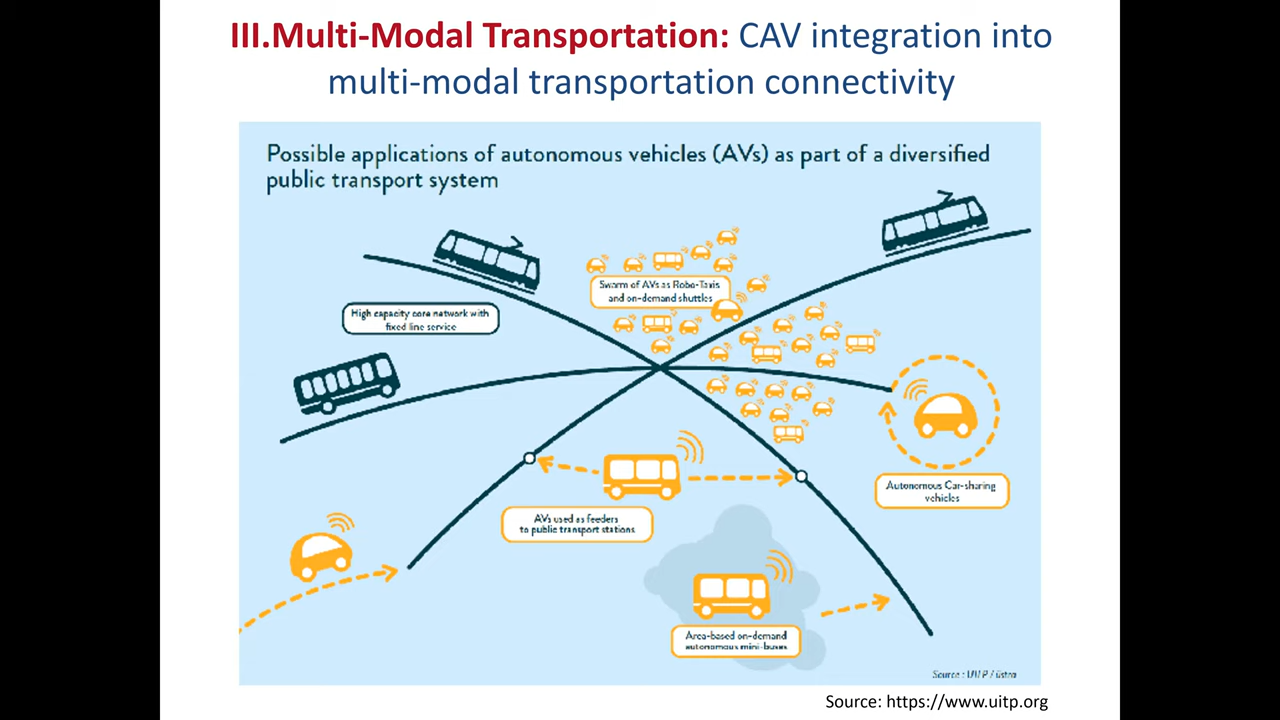 III.Multi-Modal Transportation: CAV integration into
multi-modal transportation connectivity
Possible applications of autonomous vehicles (AVs) as part of a diversified
public transport system
Swarm of AVs as Robo-Taxis
and on-demand shuttles
High capacity core network with
fixed line service
Autonomous Car-sharing
vehicles
AVs used as feeders
to public transport stations
Area-based on-demand
autonomous mini-buses
Source : UITP / üstra
Source: https://www.uitp.org